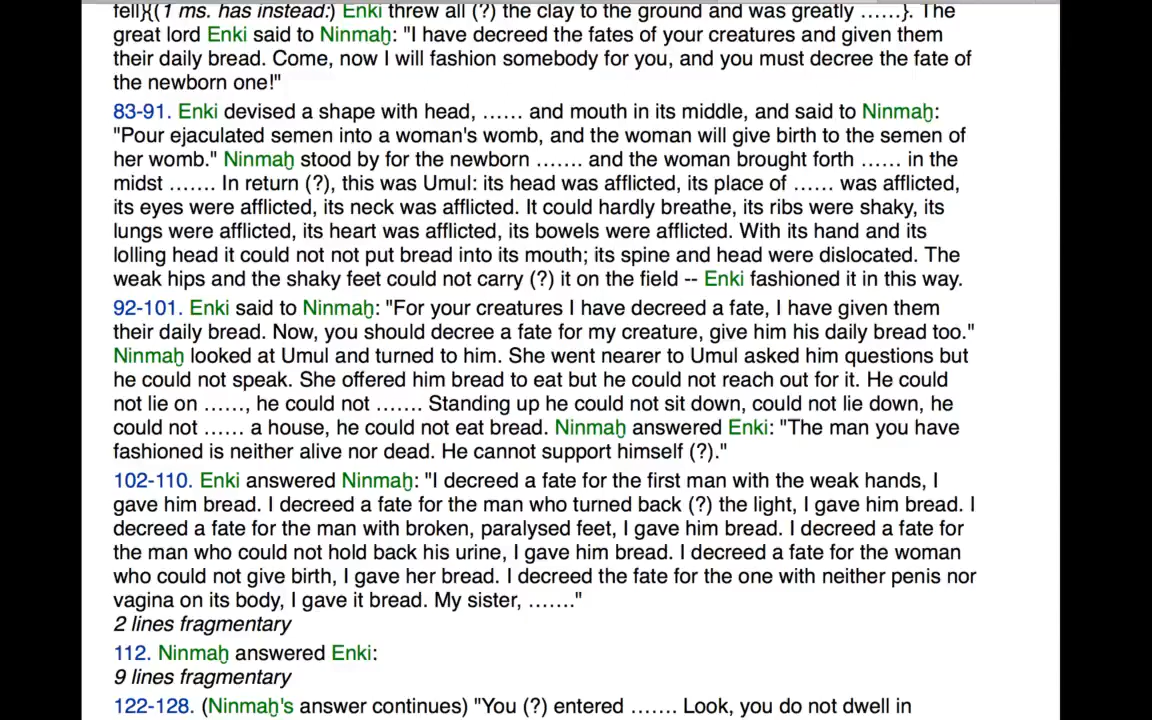 fell}{(1 ms. has instead:) Enki threw all (?) the clay to the ground and was greatly ......}. The
great lord Enki said to Ninmaḫ: "I have decreed the fates of your creatures and given them
their daily bread. Come, now I will fashion somebody for you, and you must decree the fate of
the newborn one!"
83-91. Enki devised a shape with head, ...... and mouth in its middle, and said to Ninmaḫ:
"Pour ejaculated semen into a woman's womb, and the woman will give birth to the semen of
her womb." Ninmaḫ stood by for the newborn ....... and the woman brought forth ...... in the
midst ....... In return (?), this was Umul: its head was afflicted, its place of ...... was afflicted,
its eyes were afflicted, its neck was afflicted. It could hardly breathe, its ribs were shaky, its
lungs were afflicted, its heart was afflicted, its bowels were afflicted. With its hand and its
lolling head it could not not put bread into its mouth; its spine and head were dislocated. The
weak hips and the shaky feet could not carry (?) it on the field -- Enki fashioned it in this way.
92-101. Enki said to Ninmaḫ: "For your creatures I have decreed a fate, I have given them
their daily bread. Now, you should decree a fate for my creature, give him his daily bread too."
Ninmaḫ looked at Umul and turned to him. She went nearer to Umul asked him questions but
he could not speak. She offered him bread to eat but he could not reach out for it. He could
not lie on ......, he could not ....... Standing up he could not sit down, could not lie down, he
could not ...... a house, he could not eat bread. Ninmaḫ answered Enki: "The man you have
fashioned is neither alive nor dead. He cannot support himself (?)."
102-110. Enki answered Ninmaḫ: "I decreed a fate for the first man with the weak hands, I
gave him bread. I decreed a fate for the man who turned back (?) the light, I gave him bread. I
decreed a fate for the man with broken, paralysed feet, I gave him bread. I decreed a fate for
the man who could not hold back his urine, I gave him bread. I decreed a fate for the woman
who could not give birth, I gave her bread. I decreed the fate for the one with neither penis nor
vagina on its body, I gave it bread. My sister, ......."
2 lines fragmentary
112. Ninmaḫ answered Enki:
9 lines fragmentary
122-128. (Ninmaḫ's answer continues) "You (?) entered ....... Look, you do not dwell in